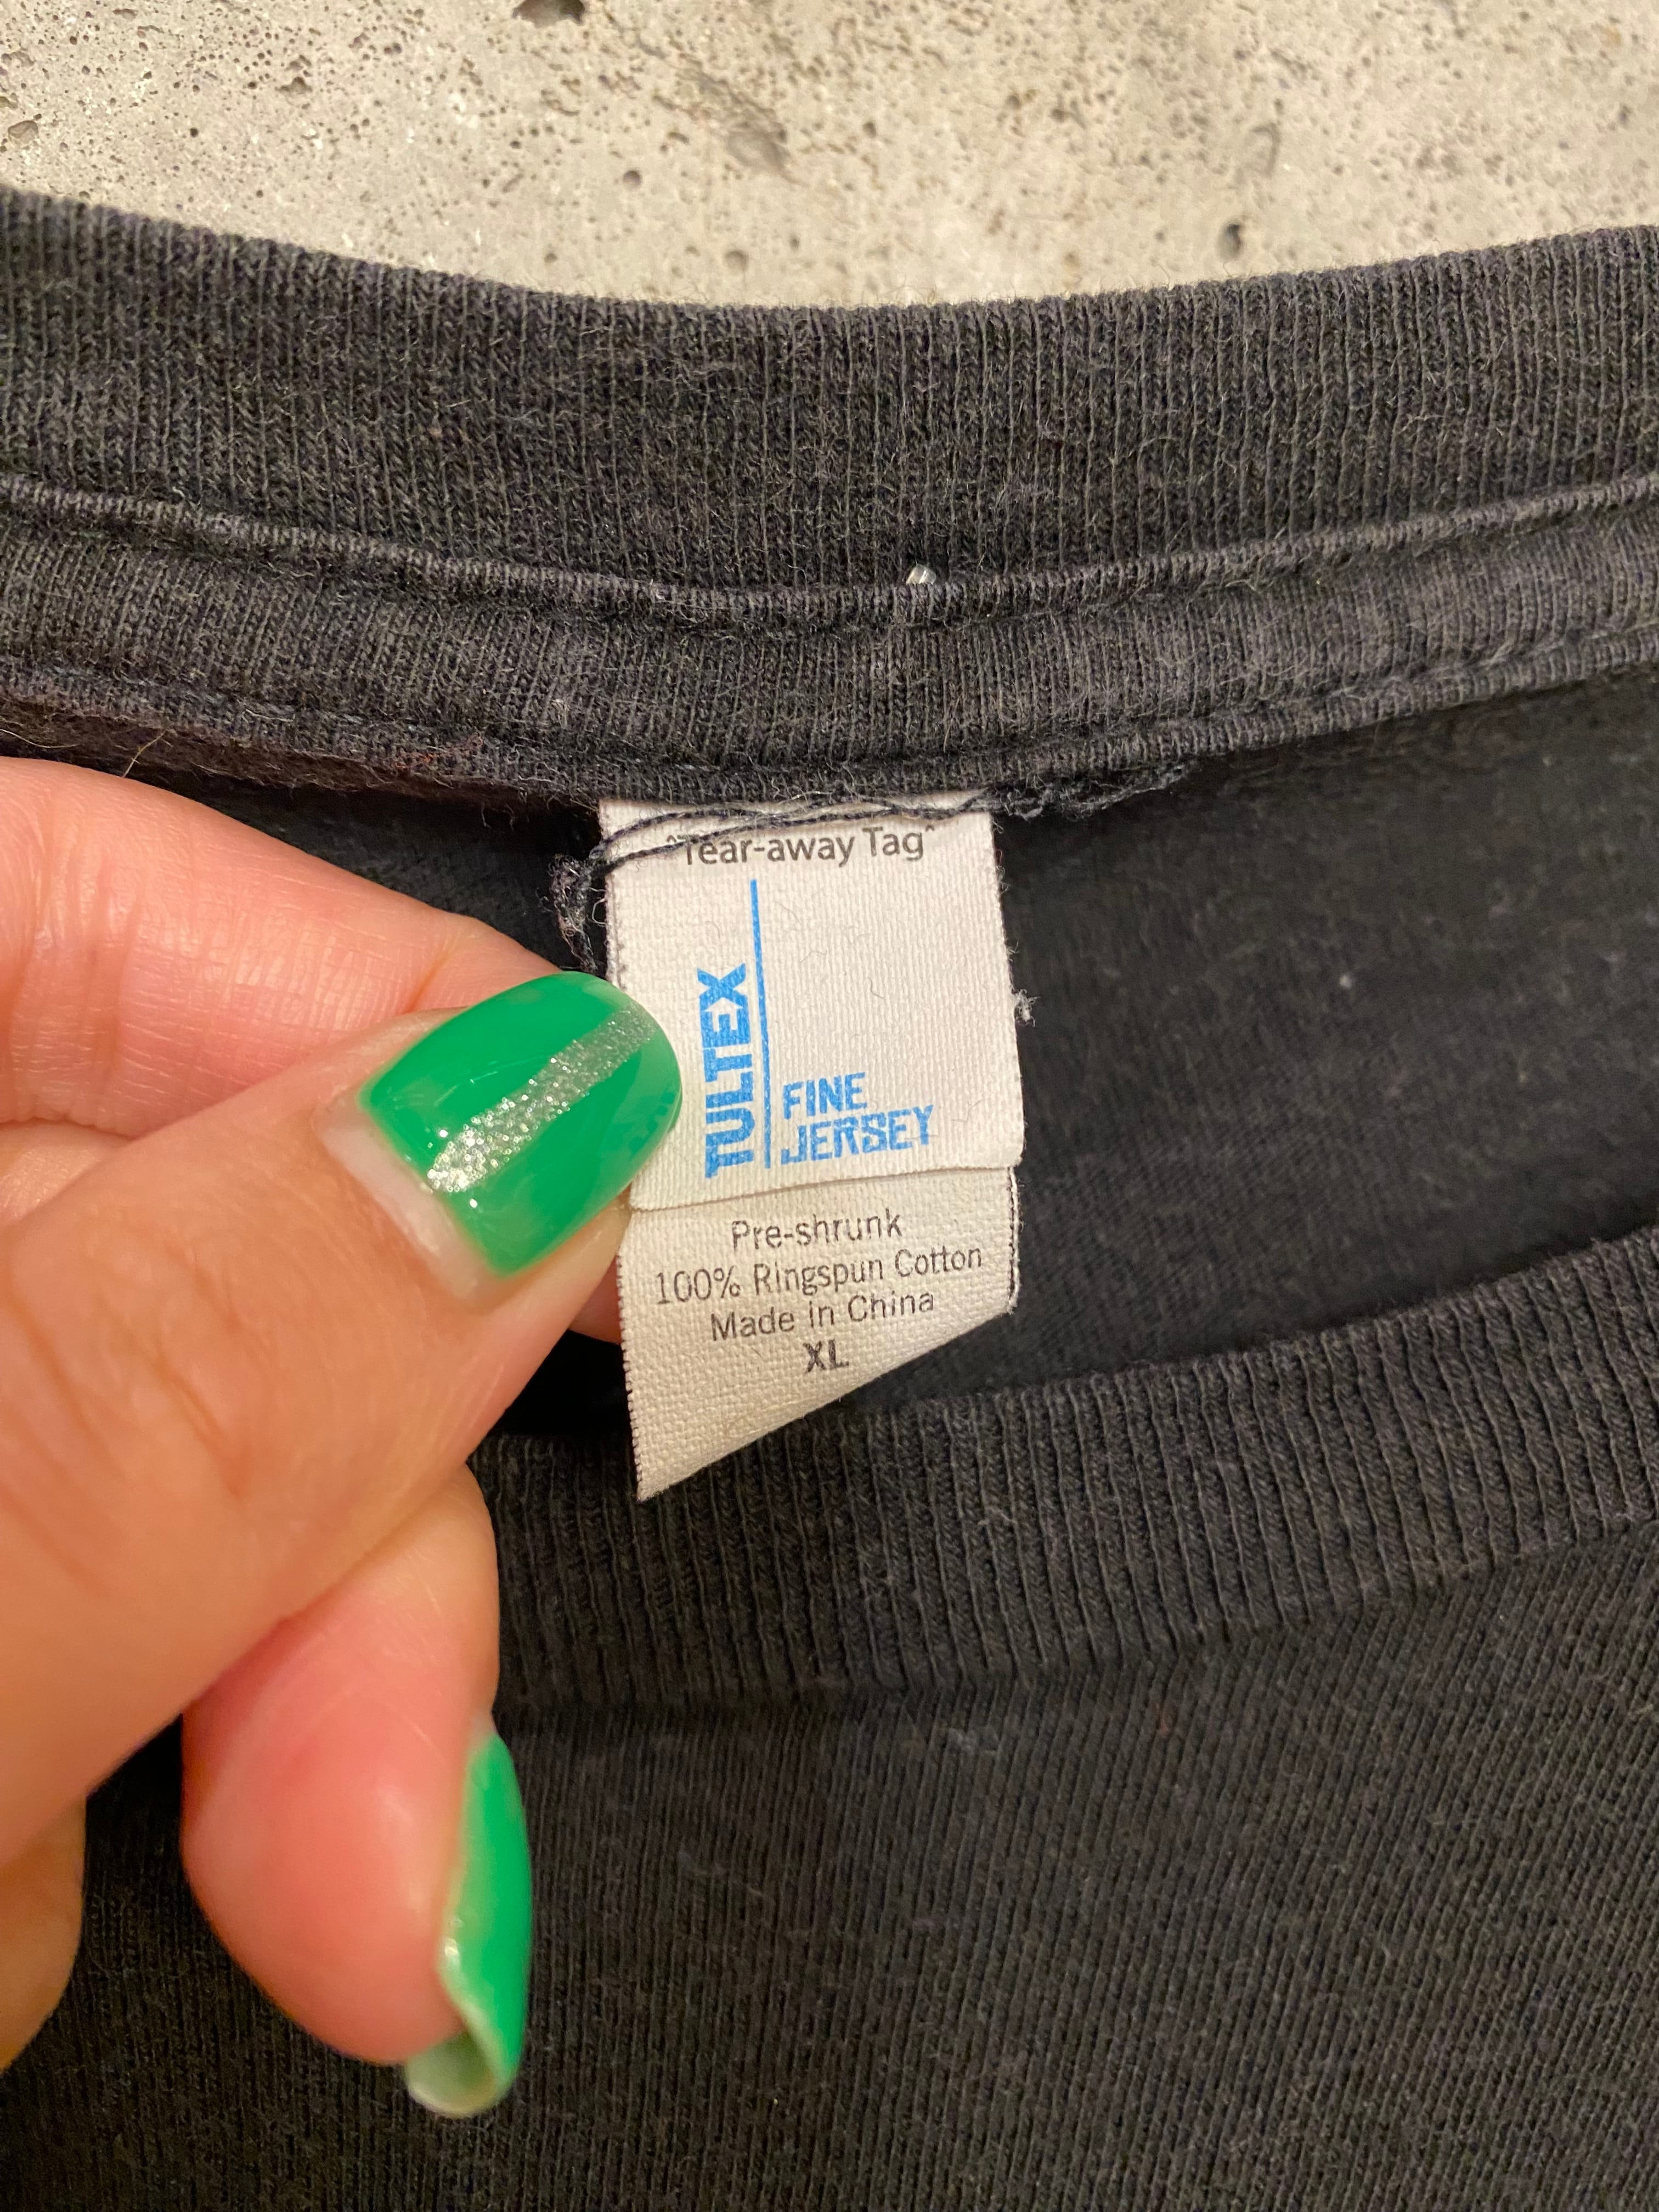 "Tear-away Tag"
TULTEX
FINE
JERSEY
Pre-shrunk
100% Ringspun Cotton
Made in China
XL